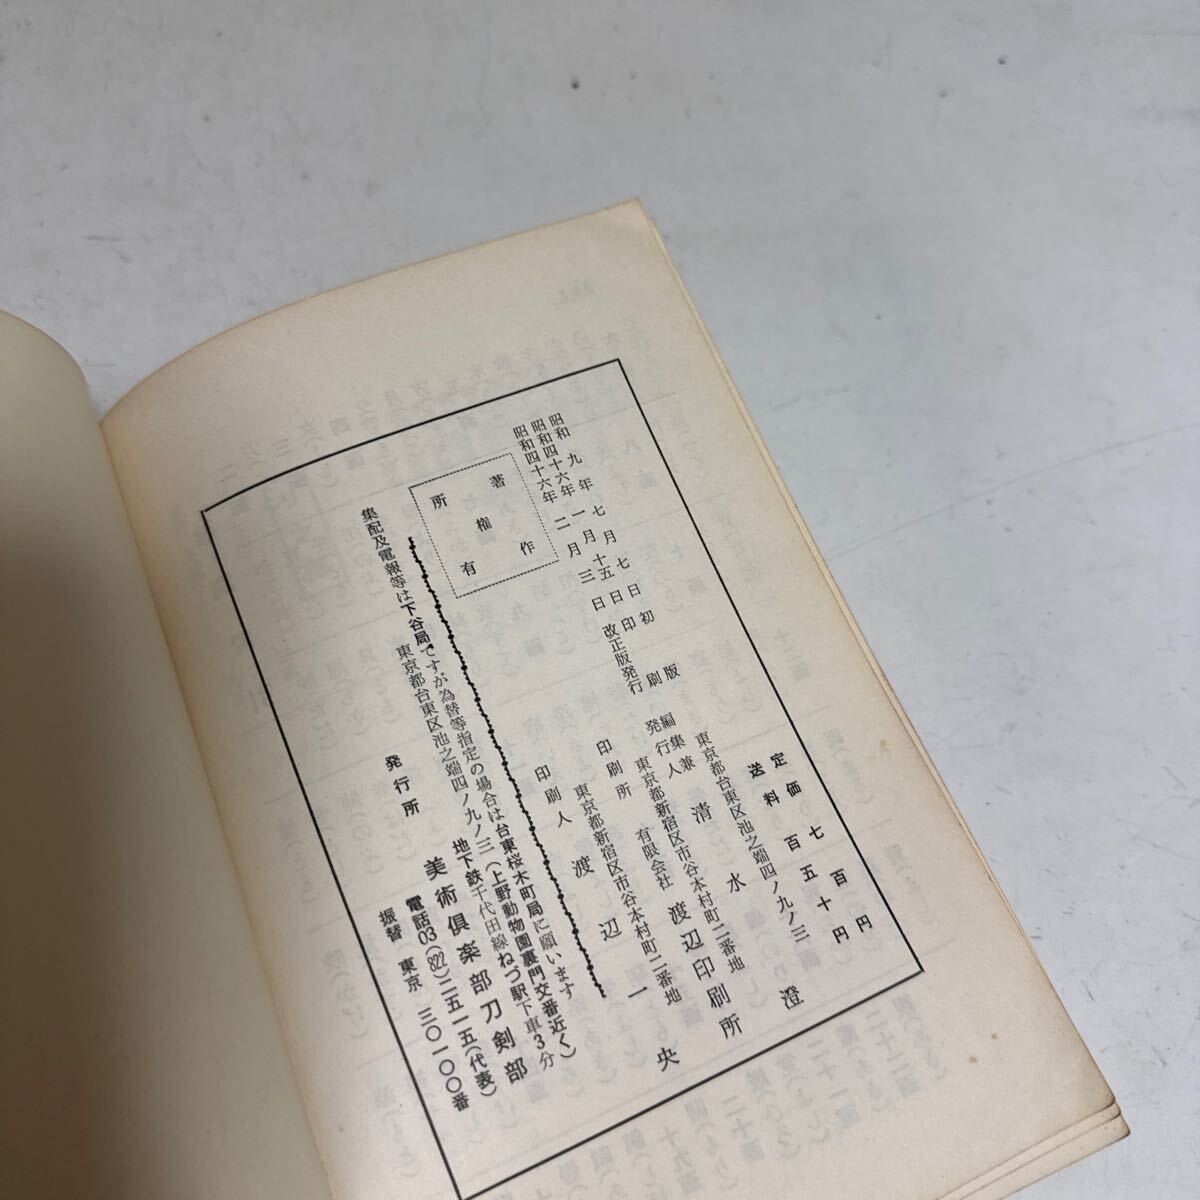 昭和九年七月七日初版
昭和四十六年一月十五日印刷
昭和四十六年二月三日改正版発行
著作
権
所有
定価七百円
送料百五十円
東京都台東区池之端四ノ九ノ三
編集兼
発行人
清水澄
東京都新宿区市谷本村町二番地
印刷所
有限会社
渡辺印刷所
東京都新宿区市谷本村町二番地
印刷人
渡辺一央
集配及電報等は下谷局ですが為替等指定の場合は台東桜木町局に願います
東京都台東区池之端四ノ九ノ三(上野動物園裏門交番近く)
地下鉄千代田線ねづ駅下車3分
発行所
美術倶楽部刀剣部
電話03(822)二五一五(代表)
振替 東京 三〇一〇〇番